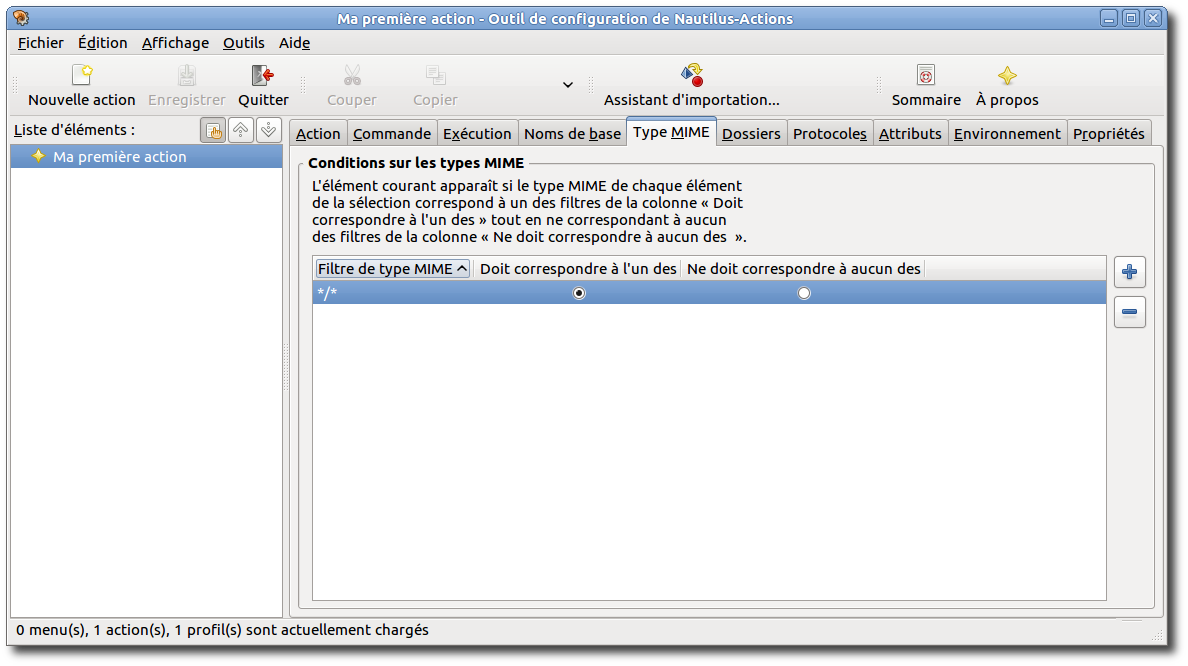 Ma première action - Outil de configuration de Nautilus-Actions
Fichier Édition Affichage Outils Aide
Nouvelle action Enregistrer Quitter Couper Copier Assistant d'importation... Sommaire À propos
Liste d'éléments :
Ma première action
Action Commande Exécution Noms de base Type MIME Dossiers Protocoles Attributs Environnement Propriétés
Conditions sur les types MIME
L'élément courant apparaît si le type MIME de chaque élément
de la sélection correspond à un des filtres de la colonne « Doit
correspondre à l'un des » tout en ne correspondant à aucun
des filtres de la colonne « Ne doit correspondre à aucun des  ».
Filtre de type MIME Doit correspondre à l'un des Ne doit correspondre à aucun des
*/*
0 menu(s), 1 action(s), 1 profil(s) sont actuellement chargés